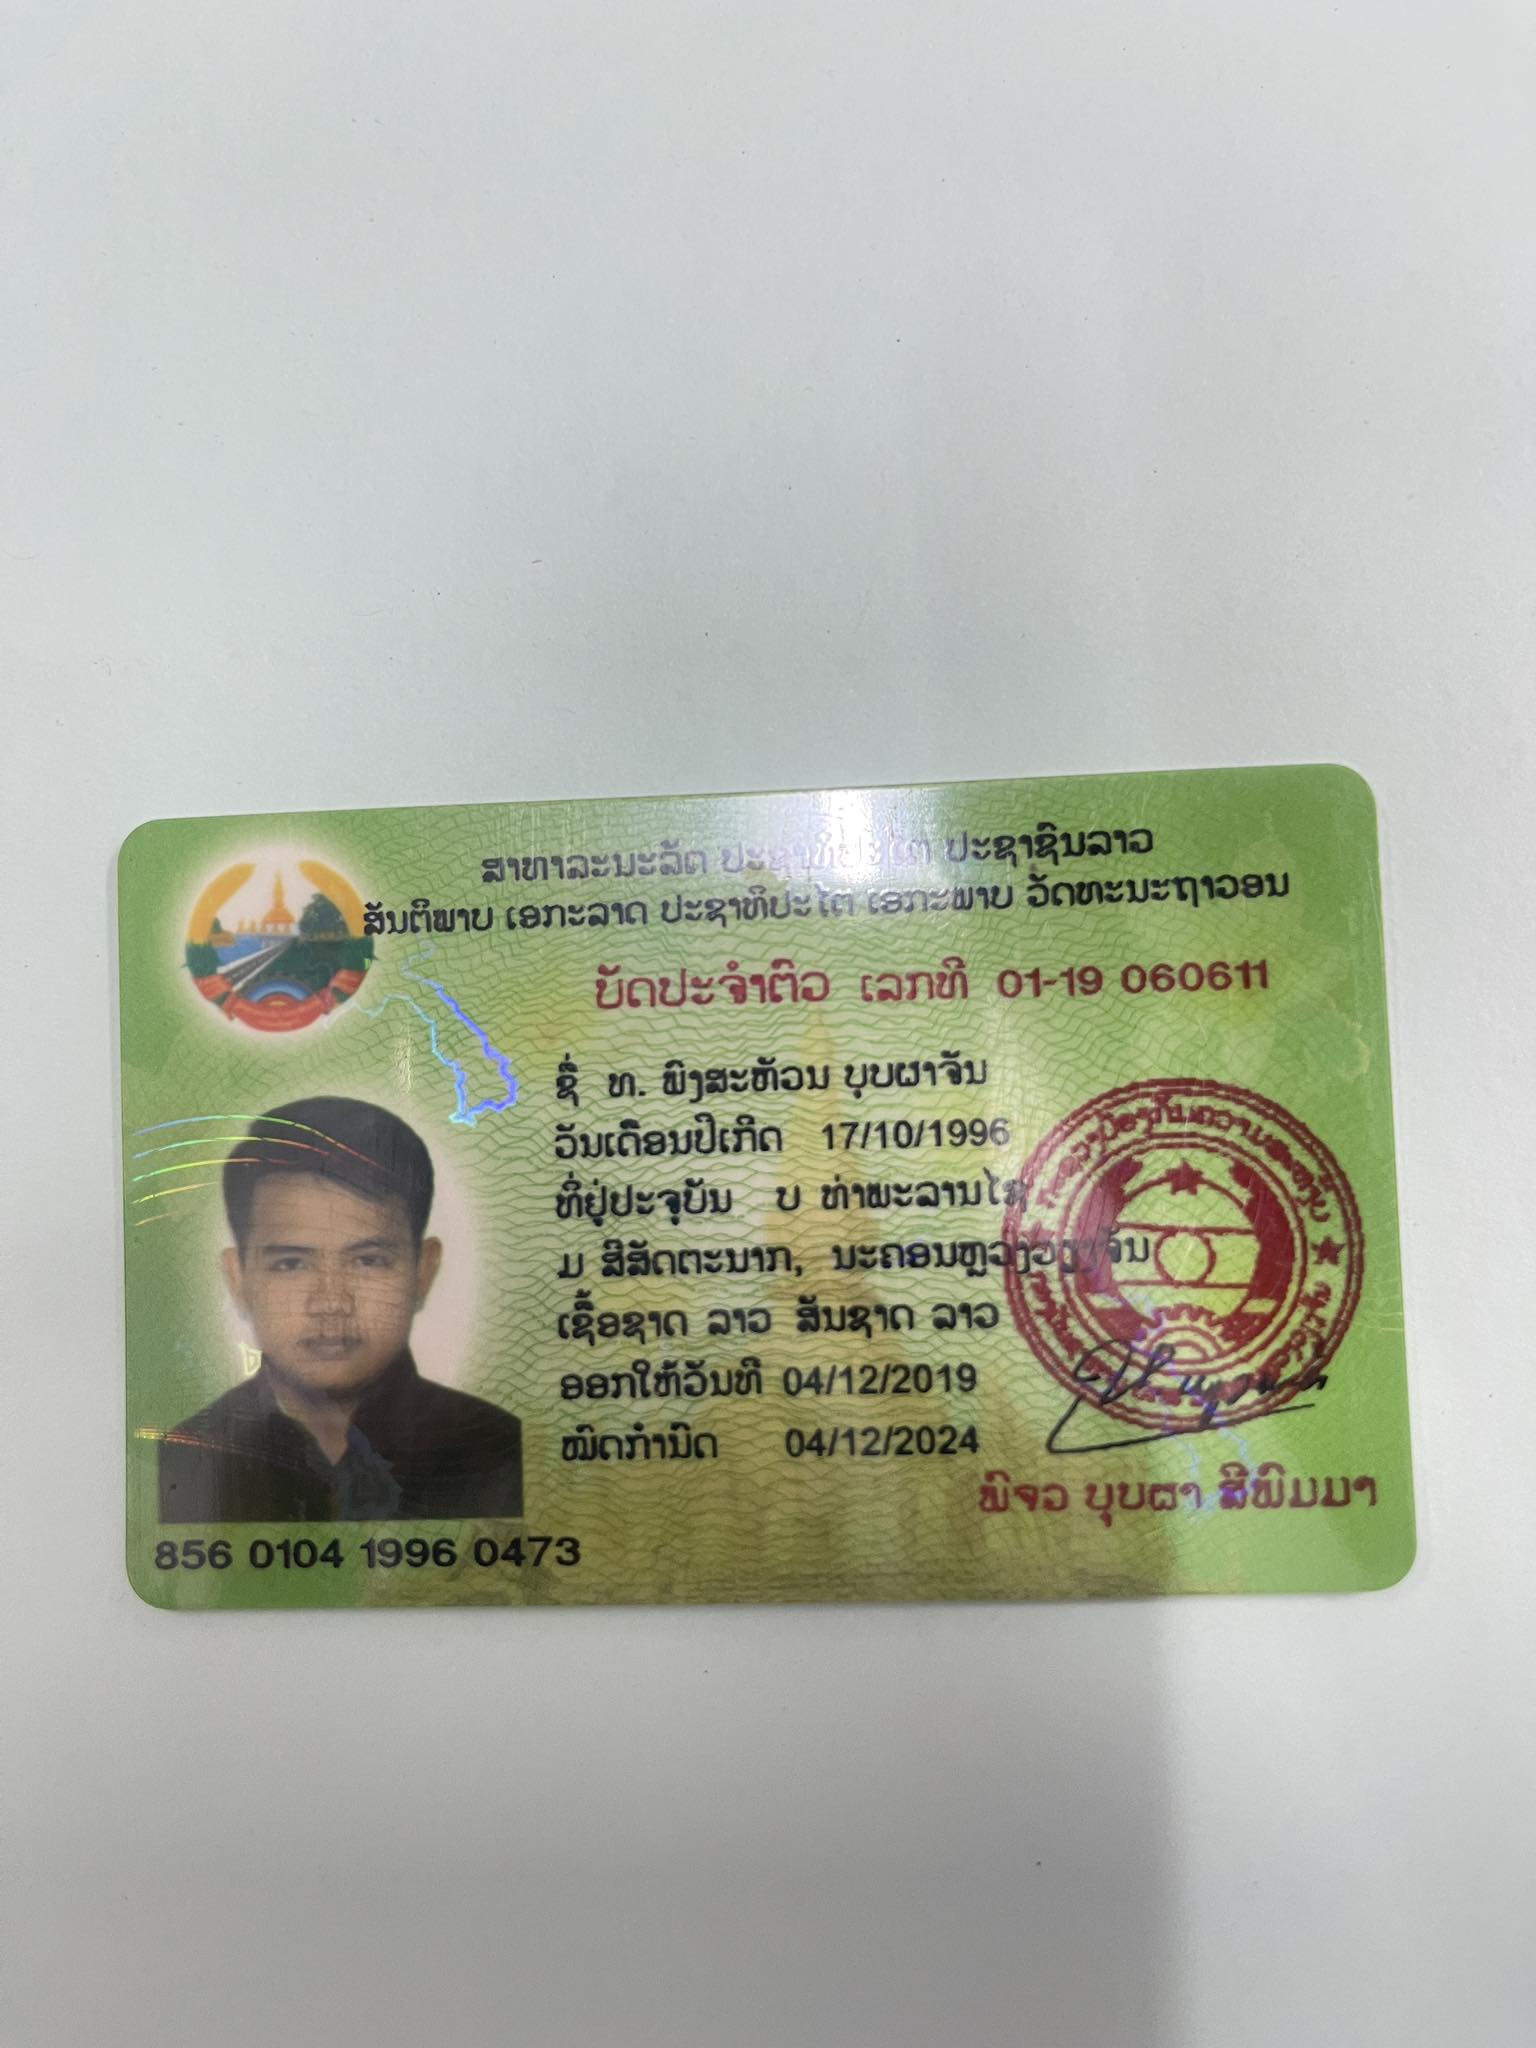 ສາທາລະນະລັດ ປະຊາທິປະໄຕ ປະຊາຊົນລາວ
ສັນຕິພາບ ເອກະລາດ ປະຊາທິປະໄຕ ເອກະພາບ ວັດທະນະຖາວອນ
ບັດປະຈຳຕົວ ເລກທີ 01-19 060611
ຊື່ ທ. ພົງສະຫັວນ ບຸບຜາຈັນ
ວັນເດືອນປີເກີດ 17/10/1996
ທີ່ຢູ່ປະຈຸບັນ ບ ທ່າພະລານໄຊ
ມ ສີສັດຕະນາກ, ນະຄອນຫຼວງວຽງຈັນ
ເຊື້ອຊາດ ລາວ ສັນຊາດ ລາວ
ອອກໃຫ້ວັນທີ 04/12/2019
ໝົດກຳນົດ 04/12/2024
ພົຈວ ບຸບຜາ ສີພິມມາ
856 0104 1996 0473